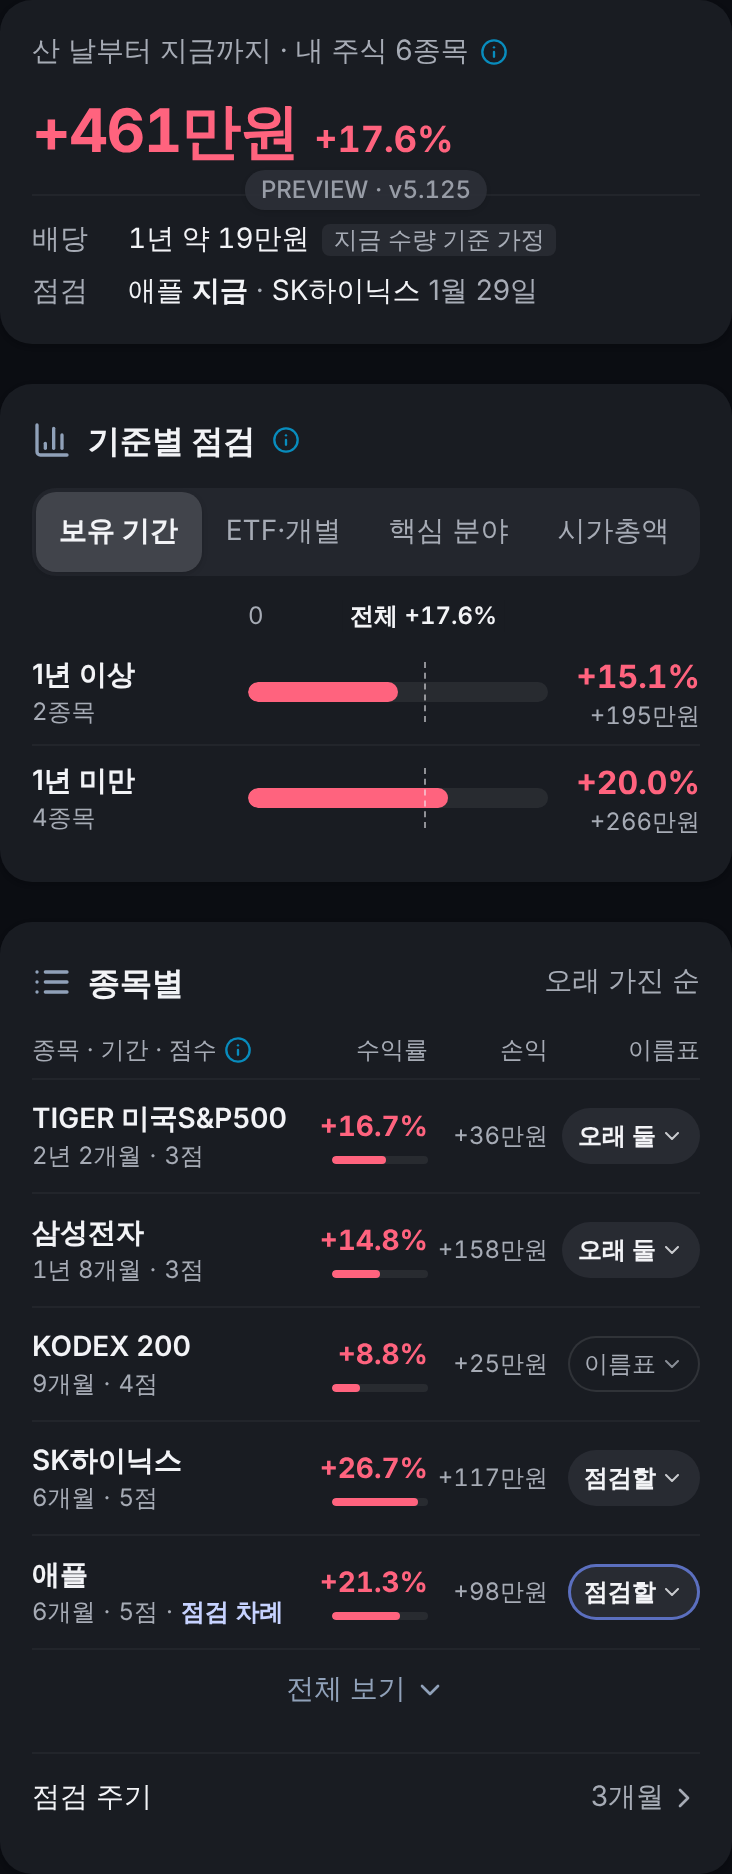 산 날부터 지금까지 · 내 주식 6종목
+461만원 +17.6%
PREVIEW · v5.125
배당 1년 약 19만원 지금 수량 기준 가정
점검 애플 지금 · SK하이닉스 1월 29일
기준별 점검
보유 기간 ETF·개별 핵심 분야 시가총액
0 전체 +17.6%
1년 이상 +15.1%
2종목 +195만원
1년 미만 +20.0%
4종목 +266만원
종목별 오래 가진 순
종목 · 기간 · 점수 수익률 손익 이름표
TIGER 미국S&P500 +16.7% +36만원 오래 둘
2년 2개월 · 3점
삼성전자 +14.8% +158만원 오래 둘
1년 8개월 · 3점
KODEX 200 +8.8% +25만원 이름표
9개월 · 4점
SK하이닉스 +26.7% +117만원 점검할
6개월 · 5점
애플 +21.3% +98만원 점검할
6개월 · 5점 · 점검 차례
전체 보기
점검 주기 3개월